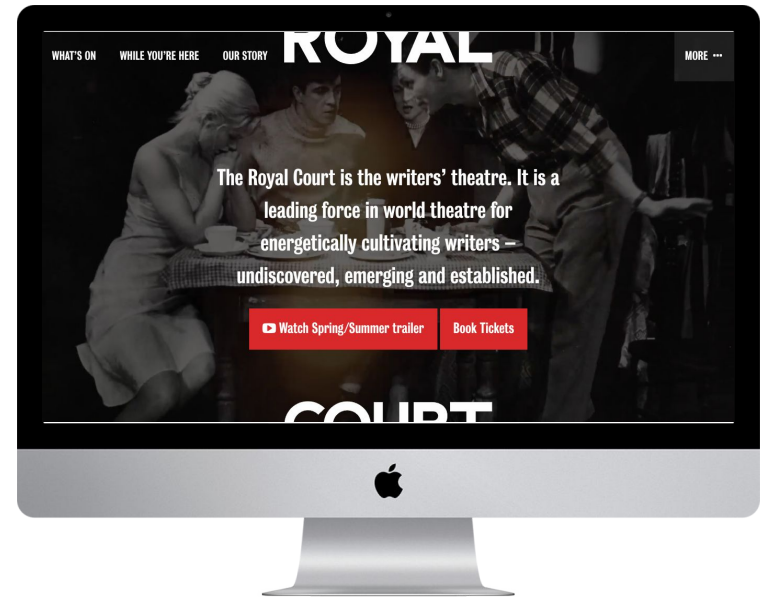 ROYAL
WHAT'S ON
WHILE YOU'RE HERE
OUR STORY
MORE •••
The Royal Court is the writers' theatre. It is a
leading force in world theatre for
energetically cultivating writers –
undiscovered, emerging and established.
Watch Spring/Summer trailer
Book Tickets
COURT